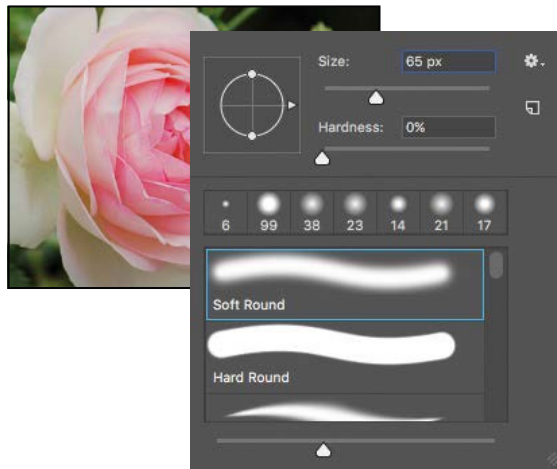 Size: 65 px
Hardness: 0%
6 99 38 23 14 21 17
Soft Round
Hard Round